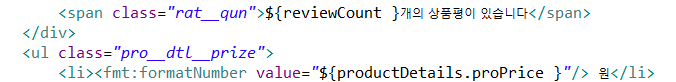 <span class="rat__qun">${reviewCount }개의 상품평이 있습니다</span>
</div>
<ul class="pro__dtl__prize">
<li><fmt:formatNumber value="${productDetails.proPrice }"/> 원</li>